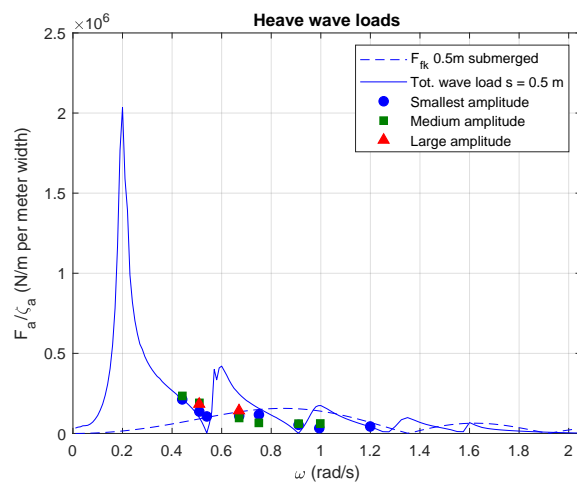 Heave wave loads
×10^6
F_fk 0.5m submerged
Tot. wave load s = 0.5 m
Smallest amplitude
Medium amplitude
Large amplitude
2.5
2
1.5
1
0.5
0
F_a/ζ_a (N/m per meter width)
0 0.2 0.4 0.6 0.8 1 1.2 1.4 1.6 1.8 2
ω (rad/s)